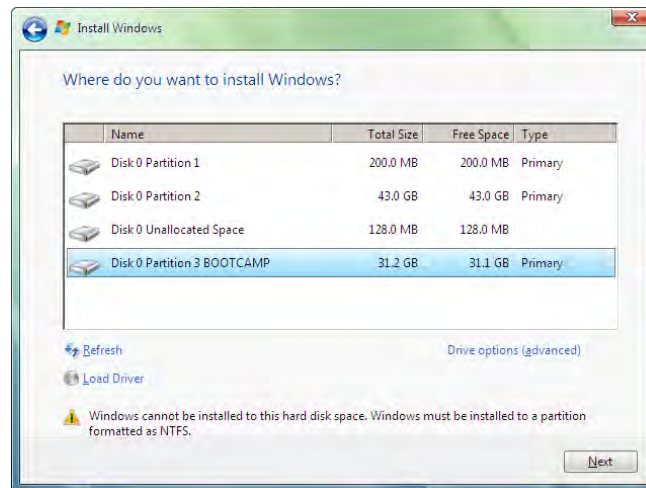 Install Windows
Where do you want to install Windows?
Name Total Size Free Space Type
Disk 0 Partition 1 200.0 MB 200.0 MB Primary
Disk 0 Partition 2 43.0 GB 43.0 GB Primary
Disk 0 Unallocated Space 128.0 MB 128.0 MB
Disk 0 Partition 3 BOOTCAMP 31.2 GB 31.1 GB Primary
Refresh Drive options (advanced)
Load Driver
Windows cannot be installed to this hard disk space. Windows must be installed to a partition
formatted as NTFS.
Next